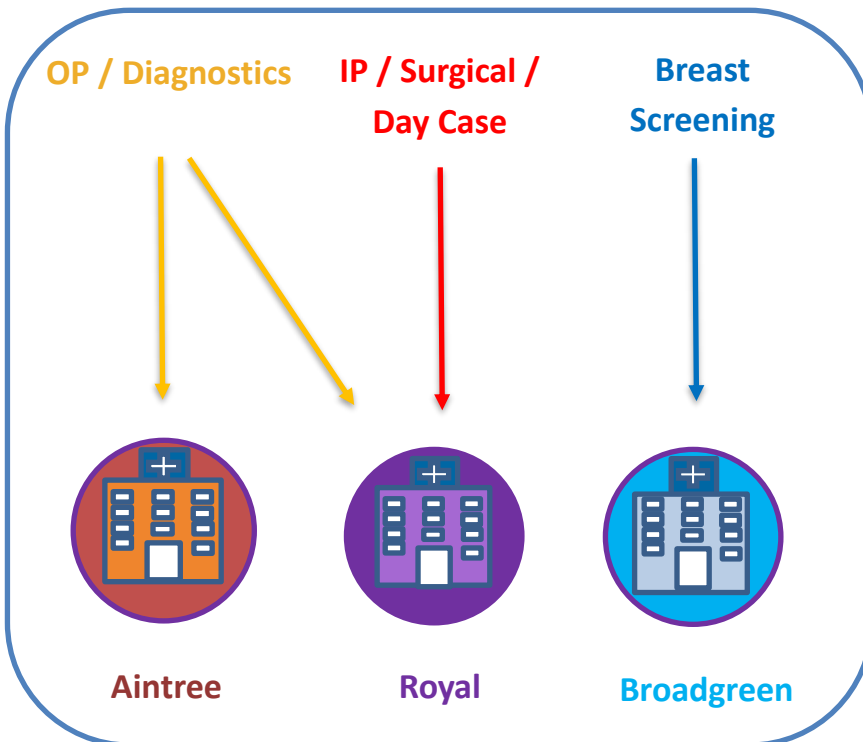 OP / Diagnostics
IP / Surgical /
Day Case
Breast
Screening
Aintree
Royal
Broadgreen